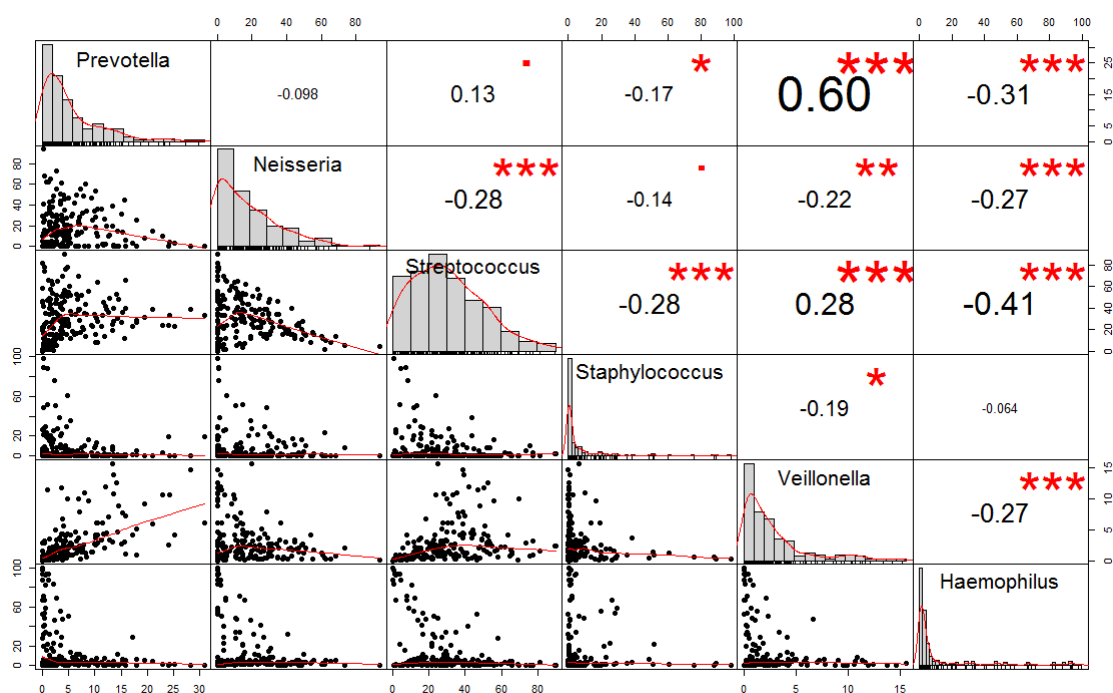 0 20 40 60 80 0 20 40 60 80 100 0 20 40 60 80 100
Prevotella -0.098 0.13 . -0.17 * 0.60 *** -0.31 *** 0 5 15 25
0 20 40 60 80 Neisseria -0.28 *** -0.14 . -0.22 ** -0.27 ***
Streptococcus -0.28 *** 0.28 *** -0.41 *** 0 20 40 60 80
0 20 60 100 Staphylococcus -0.19 * -0.064
Veillonella -0.27 *** 0 5 10 15
0 20 60 100 Haemophilus
0 5 10 15 20 25 30 0 20 40 60 80 0 5 10 15